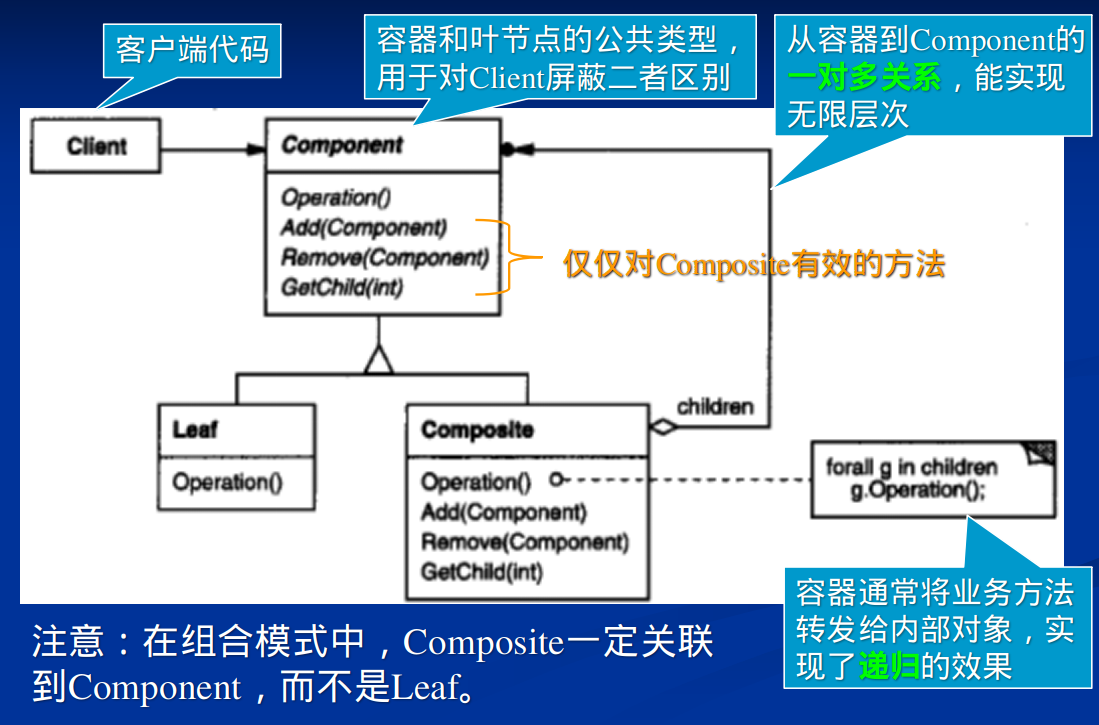 客户端代码
容器和叶节点的公共类型，
用于对Client屏蔽二者区别
从容器到Component的
一对多关系，能实现
无限层次
Client
Component
Operation()
Add(Component)
Remove(Component)
GetChild(int)
仅仅对Composite有效的方法
Leaf
Operation()
Composite
Operation()
Add(Component)
Remove(Component)
GetChild(int)
children
forall g in children
g.Operation();
容器通常将业务方法
转发给内部对象，实
现了递归的效果
注意：在组合模式中，Composite一定关联
到Component，而不是Leaf。